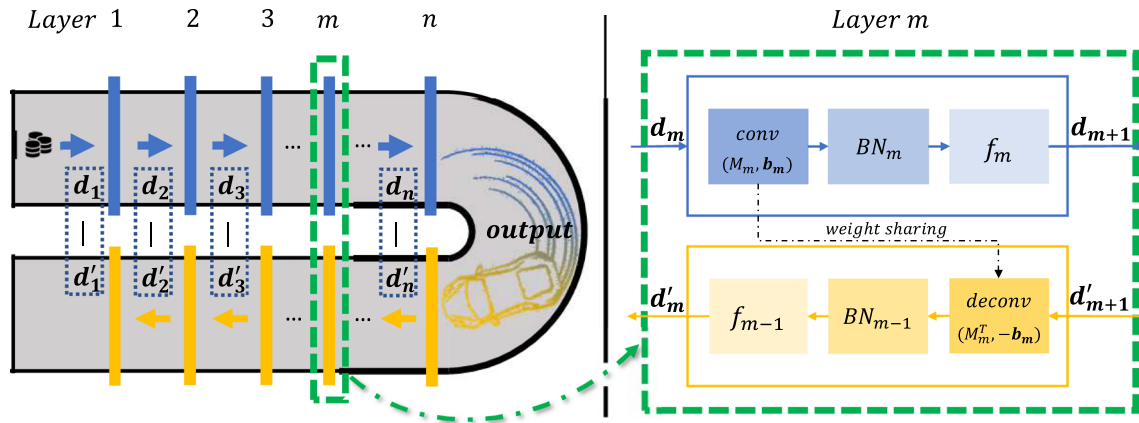 Layer 1 2 3 m n
d₁ d₂ d₃ ... ... dₙ
output
d′₁ d′₂ d′₃ d′ₙ
... ...
Layer m
dₘ conv BNₘ fₘ dₘ₊₁
(Mₘ, bₘ)
weight sharing
d′ₘ fₘ₋₁ BNₘ₋₁ deconv d′ₘ₊₁
(Mₘᵀ, −bₘ)